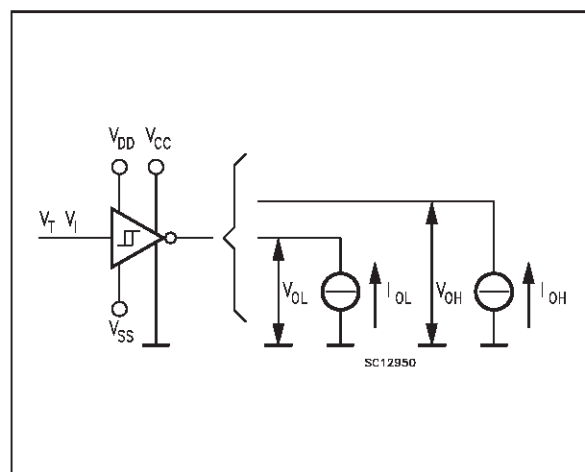 V_DD V_CC
V_T V_I
V_OL I_OL V_OH I_OH
V_SS
SC12950